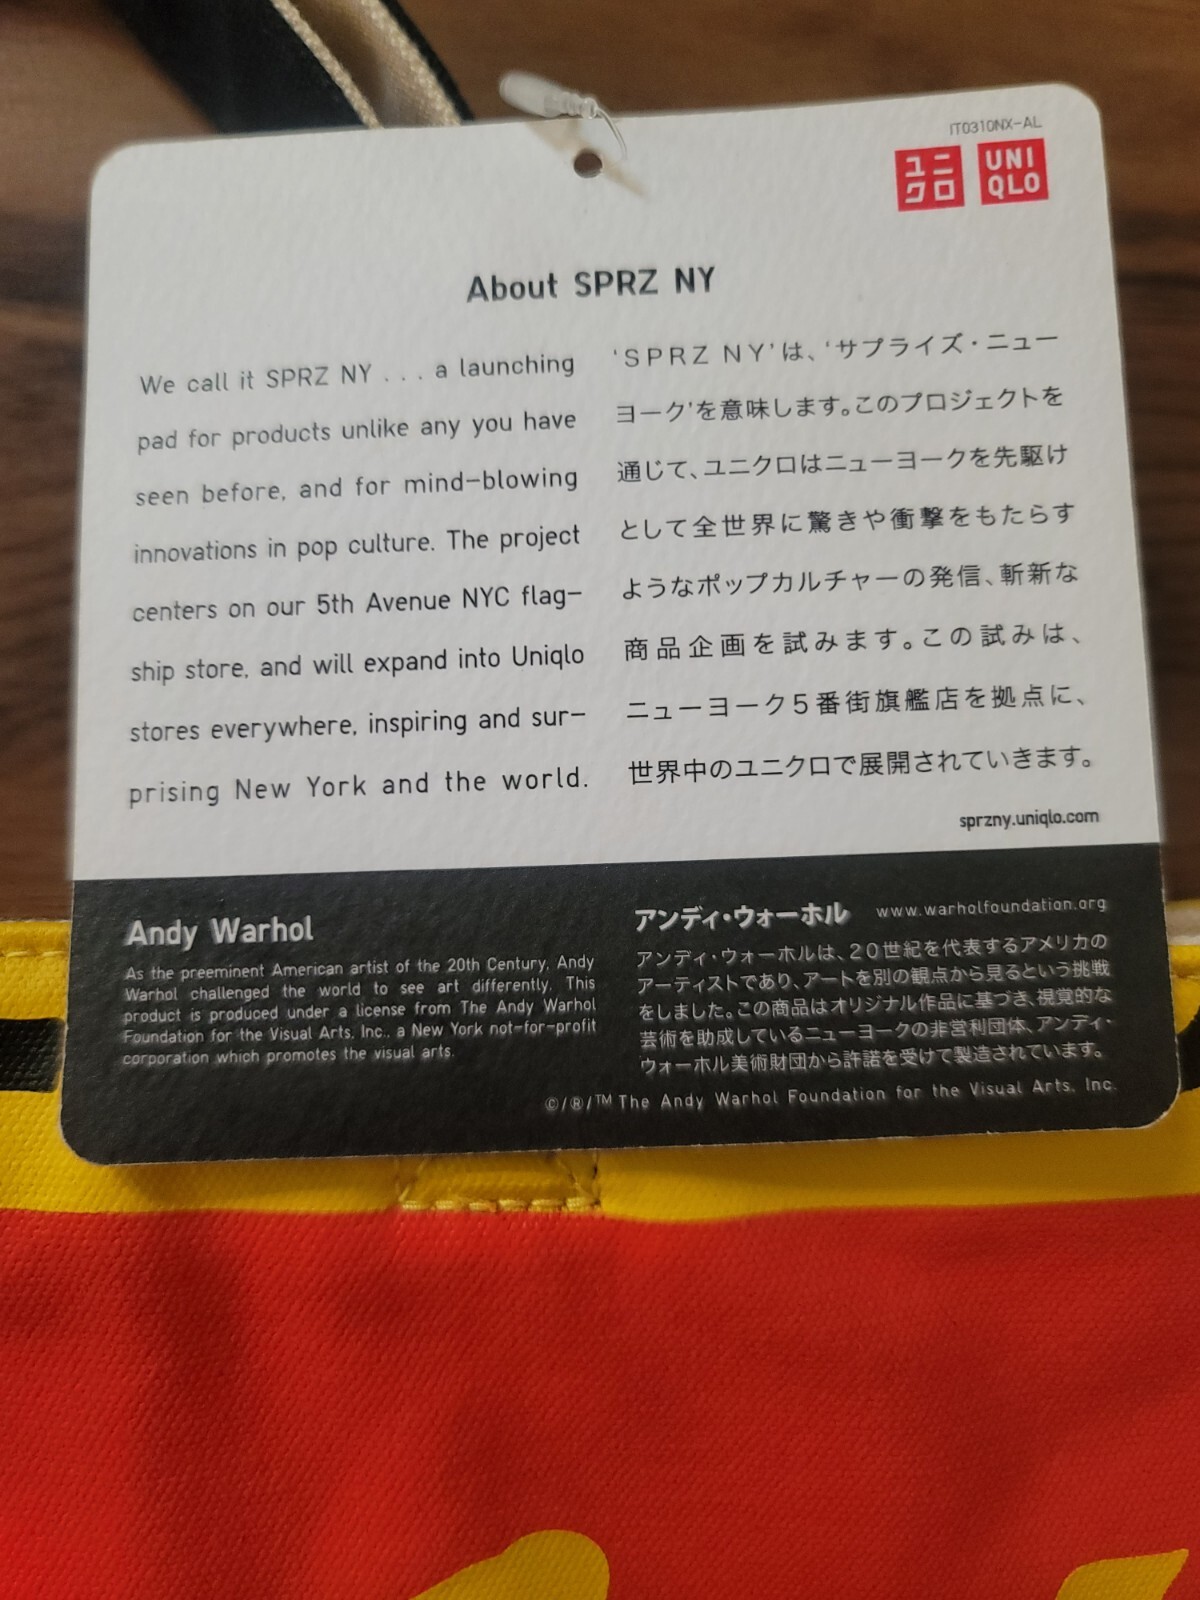 IT0310NX-AL
ユニ
クロ
UNI
QLO
About SPRZ NY
We call it SPRZ NY . . . a launching
pad for products unlike any you have
seen before, and for mind-blowing
innovations in pop culture. The project
centers on our 5th Avenue NYC flag-
ship store, and will expand into Uniqlo
stores everywhere, inspiring and sur-
prising New York and the world.
'SPRZ NY'は、'サプライズ・ニュー
ヨーク'を意味します。このプロジェクトを
通じて、ユニクロはニューヨークを先駆け
として全世界に驚きや衝撃をもたらす
ようなポップカルチャーの発信、斬新な
商品企画を試みます。この試みは、
ニューヨーク5番街旗艦店を拠点に、
世界中のユニクロで展開されていきます。
sprzny.uniqlo.com
Andy Warhol
As the preeminent American artist of the 20th Century, Andy
Warhol challenged the world to see art differently. This
product is produced under a license from The Andy Warhol
Foundation for the Visual Arts, Inc., a New York not-for-profit
corporation which promotes the visual arts.
アンディ・ウォーホル www.warholfoundation.org
アンディ・ウォーホルは、20世紀を代表するアメリカの
アーティストであり、アートを別の観点から見るという挑戦
をしました。この商品はオリジナル作品に基づき、視覚的な
芸術を助成しているニューヨークの非営利団体、アンディ・
ウォーホル美術財団から許諾を受けて製造されています。
©/®/™ The Andy Warhol Foundation for the Visual Arts, Inc.